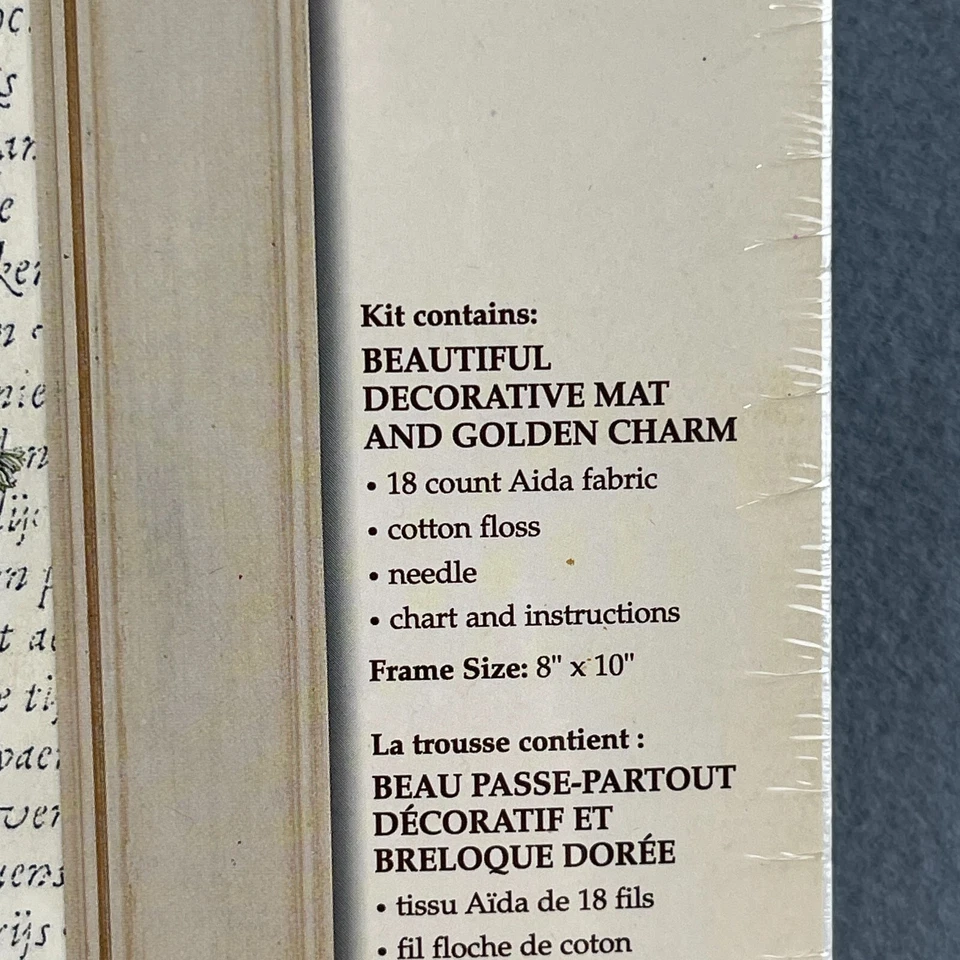 Kit contains:
BEAUTIFUL
DECORATIVE MAT
AND GOLDEN CHARM
• 18 count Aida fabric
• cotton floss
• needle
• chart and instructions
Frame Size: 8" x 10"
La trousse contient :
BEAU PASSE-PARTOUT
DÉCORATIF ET
BRELOQUE DORÉE
• tissu Aïda de 18 fils
• fil floche de coton